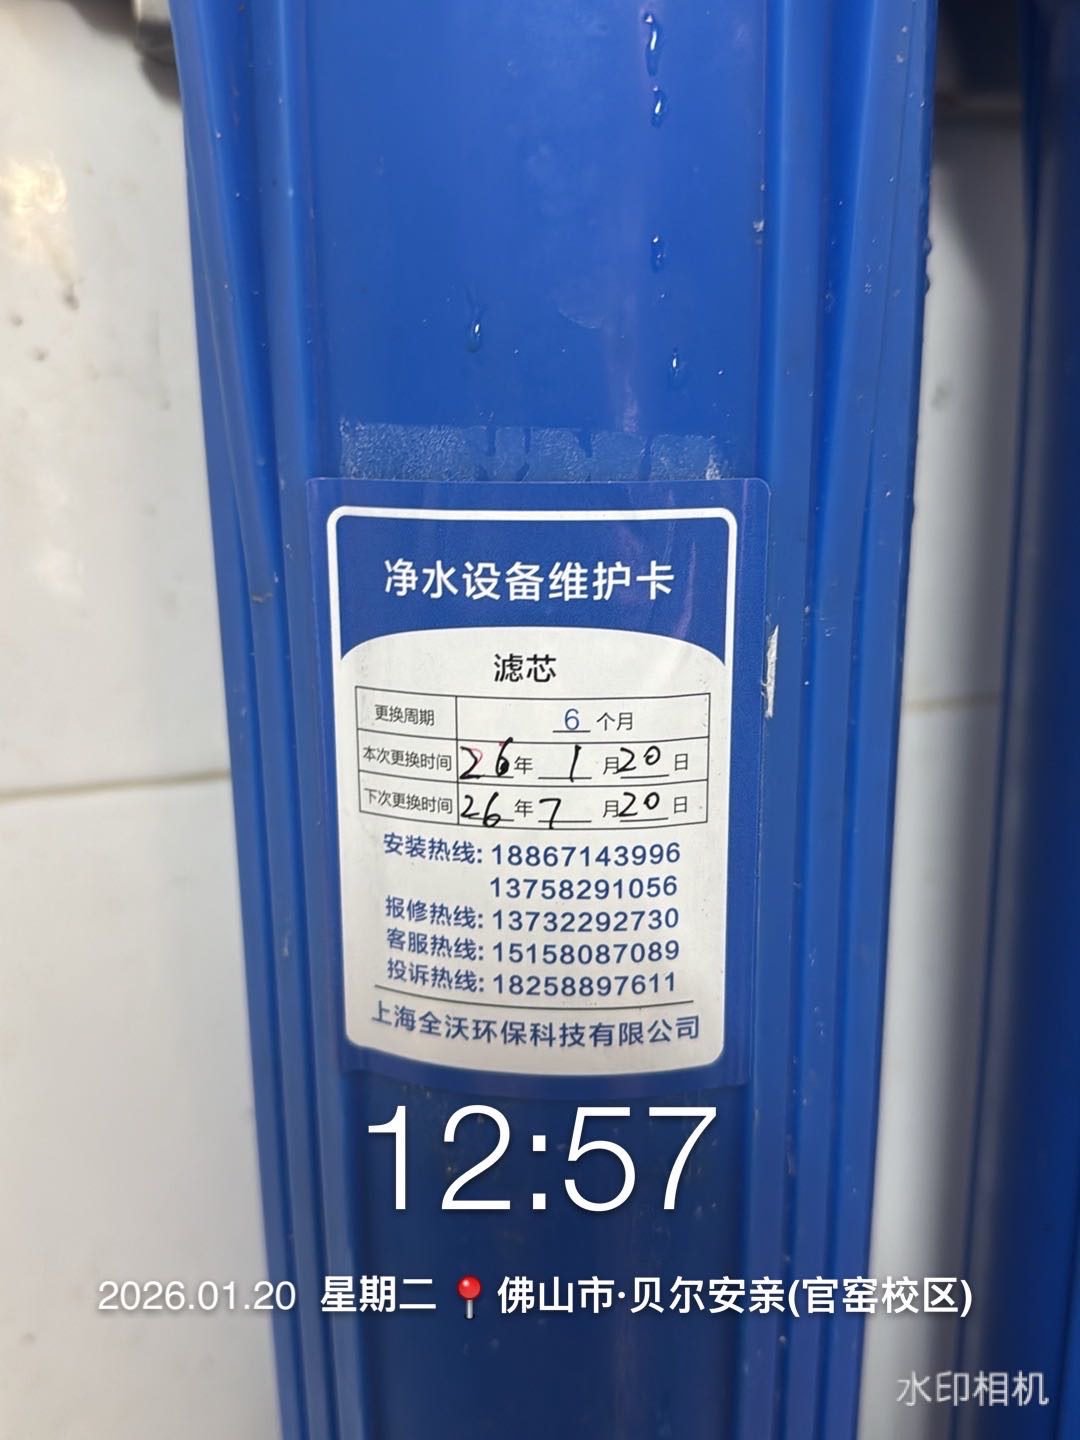 净水设备维护卡
滤芯
更换周期 6 个月
本次更换时间 26年 1 月20日
下次更换时间 26年 7 月20日
安装热线: 18867143996
13758291056
报修热线: 13732292730
客服热线: 15158087089
投诉热线: 18258897611
上海全沃环保科技有限公司
12:57
2026.01.20 星期二 📍佛山市·贝尔安亲(官窑校区)
水印相机